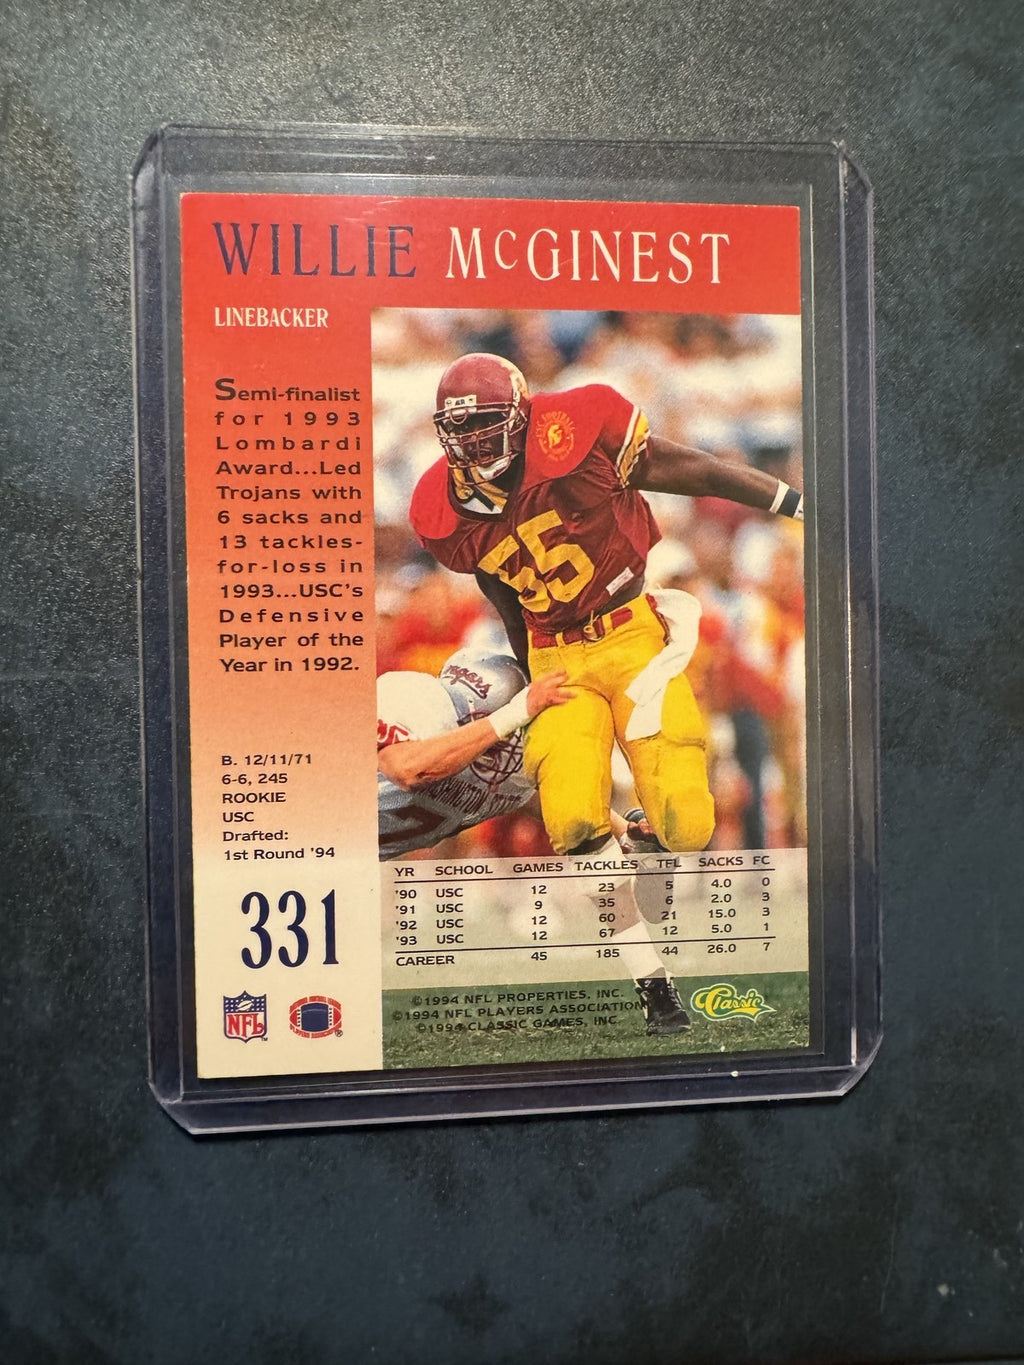 WILLIE McGINEST
LINEBACKER
Semi-finalist
for 1993
Lombardi
Award...Led
Trojans with
6 sacks and
13 tackles-
for-loss in
1993...USC's
Defensive
Player of the
Year in 1992.
B. 12/11/71
6-6, 245
ROOKIE
USC
Drafted:
1st Round '94
331
NFL
55
WASHINGTON STATE
YR SCHOOL GAMES TACKLES TFL SACKS FC
'90 USC 12 23 5 4.0 0
'91 USC 9 35 6 2.0 3
'92 USC 12 60 21 15.0 3
'93 USC 12 67 12 5.0 1
CAREER 45 185 44 26.0 7
©1994 NFL PROPERTIES, INC.
©1994 NFL PLAYERS ASSOCIATION
©1994 CLASSIC GAMES, INC.
Classic